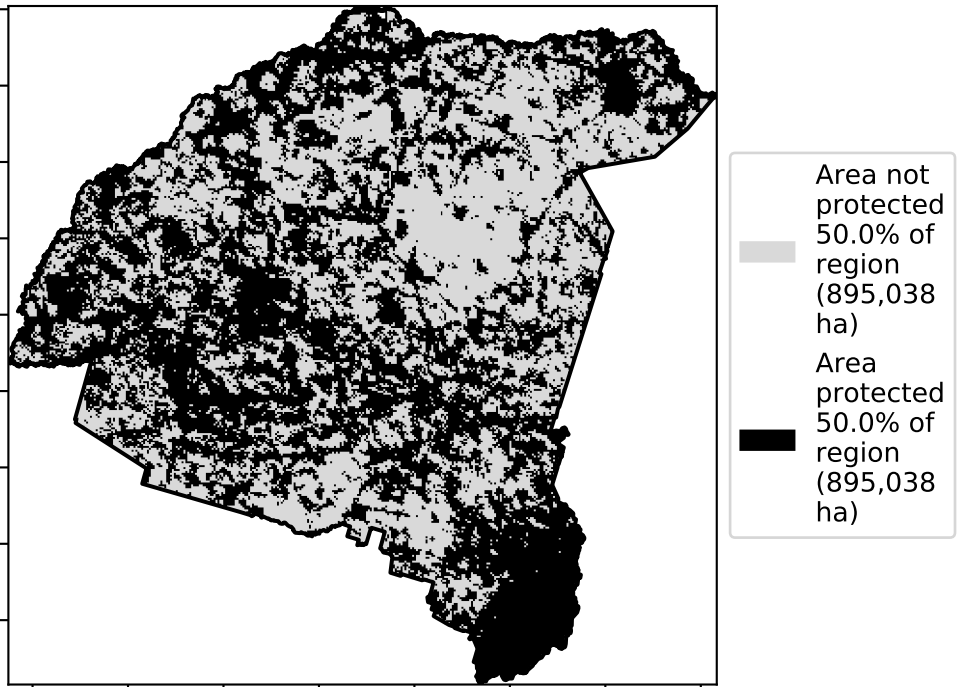 Area not
protected
50.0% of
region
(895,038
ha)
Area
protected
50.0% of
region
(895,038
ha)